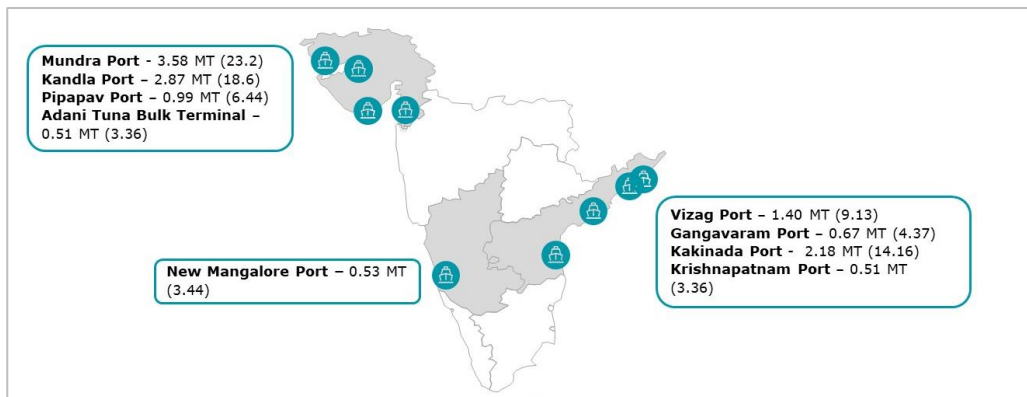 Mundra Port - 3.58 MT (23.2)
Kandla Port – 2.87 MT (18.6)
Pipapav Port – 0.99 MT (6.44)
Adani Tuna Bulk Terminal –
0.51 MT (3.36)
Vizag Port – 1.40 MT (9.13)
Gangavaram Port – 0.67 MT (4.37)
Kakinada Port - 2.18 MT (14.16)
Krishnapatnam Port – 0.51 MT
(3.36)
New Mangalore Port – 0.53 MT
(3.44)